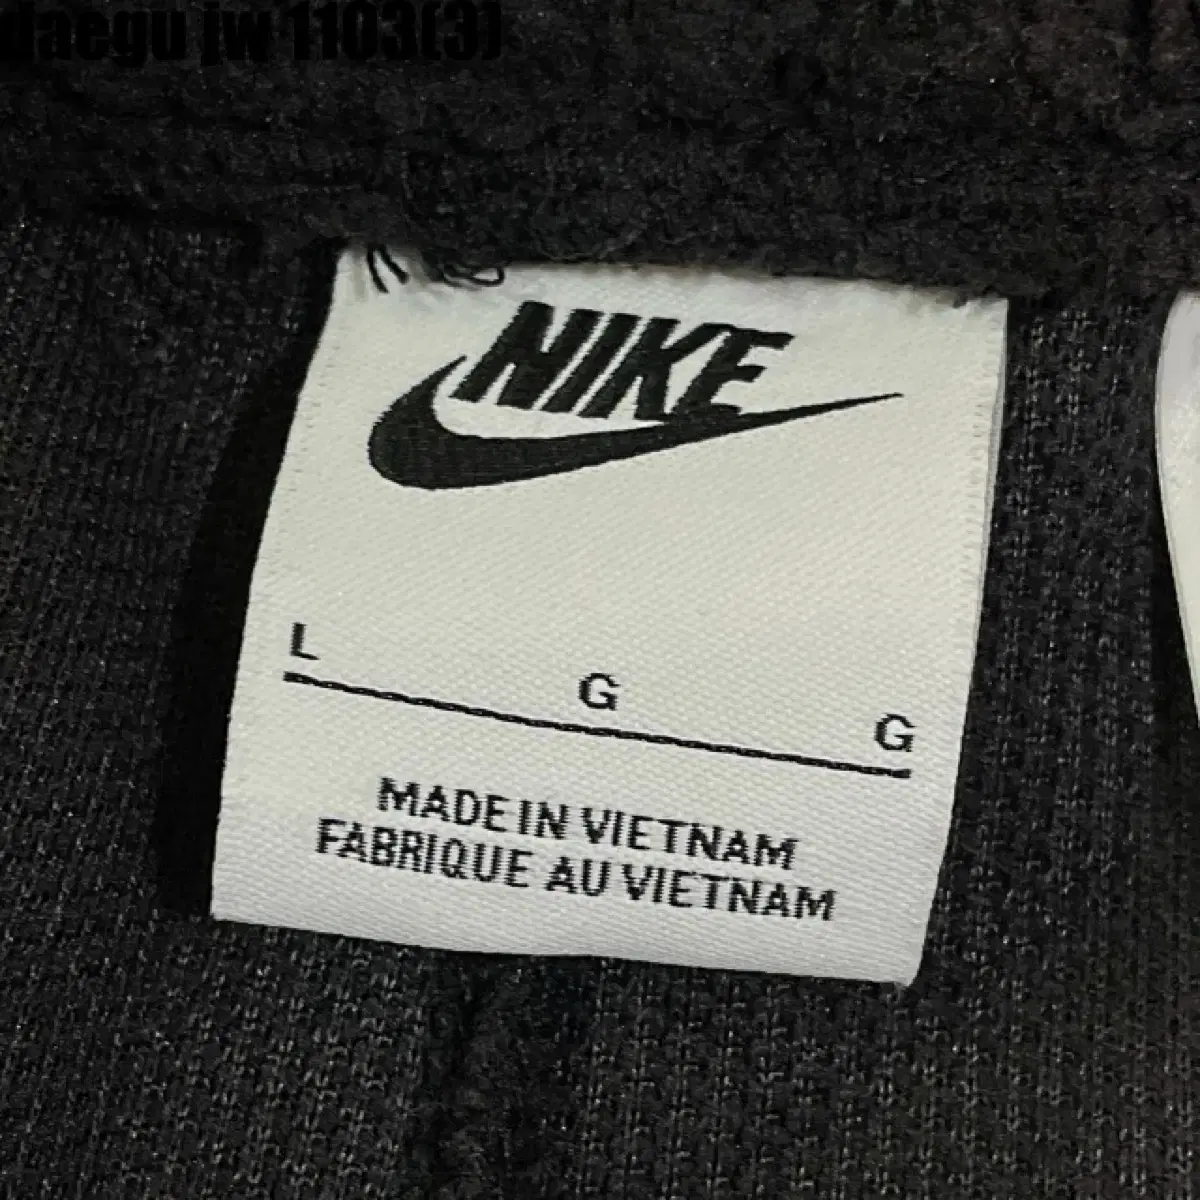 daegu jw 1103(3)
NIKE
L G G
MADE IN VIETNAM
FABRIQUE AU VIETNAM